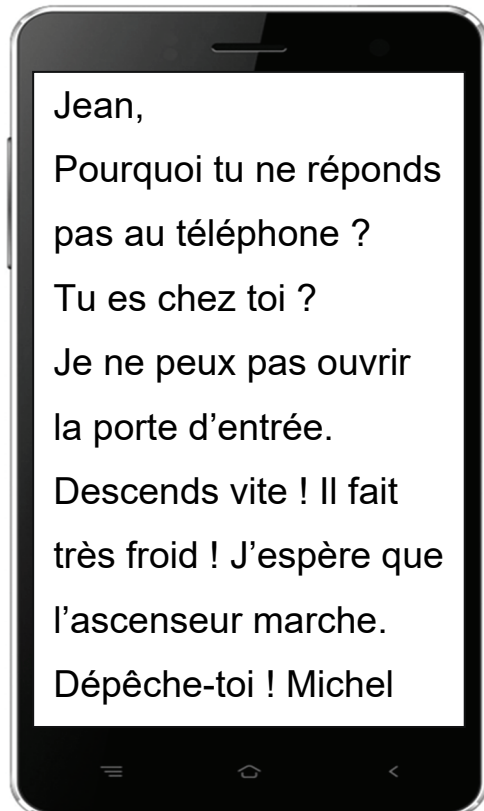 Jean,
Pourquoi tu ne réponds
pas au téléphone ?
Tu es chez toi ?
Je ne peux pas ouvrir
la porte d’entrée.
Descends vite ! Il fait
très froid ! J’espère que
l’ascenseur marche.
Dépêche-toi ! Michel